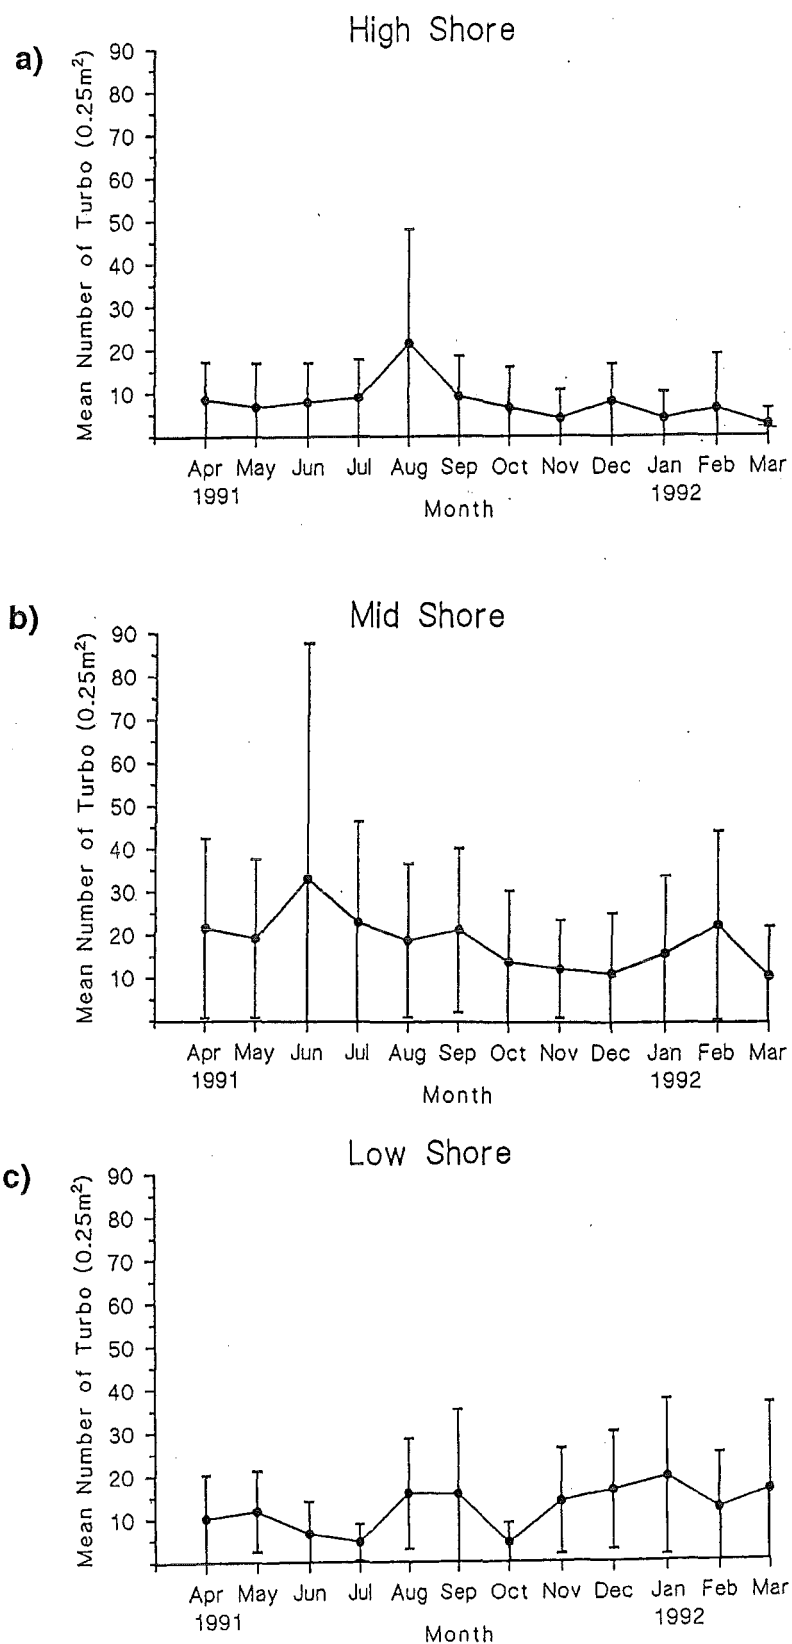 High Shore
a)
Mean Number of Turbo (0.25m²)
90
80
70
60
50
40
30
20
10
Apr May Jun Jul Aug Sep Oct Nov Dec Jan Feb Mar
1991 1992
Month
Mid Shore
b)
Mean Number of Turbo (0.25m²)
90
80
70
60
50
40
30
20
10
Apr May Jun Jul Aug Sep Oct Nov Dec Jan Feb Mar
1991 1992
Month
Low Shore
c)
Mean Number of Turbo (0.25m²)
90
80
70
60
50
40
30
20
10
Apr May Jun Jul Aug Sep Oct Nov Dec Jan Feb Mar
1991 1992
Month